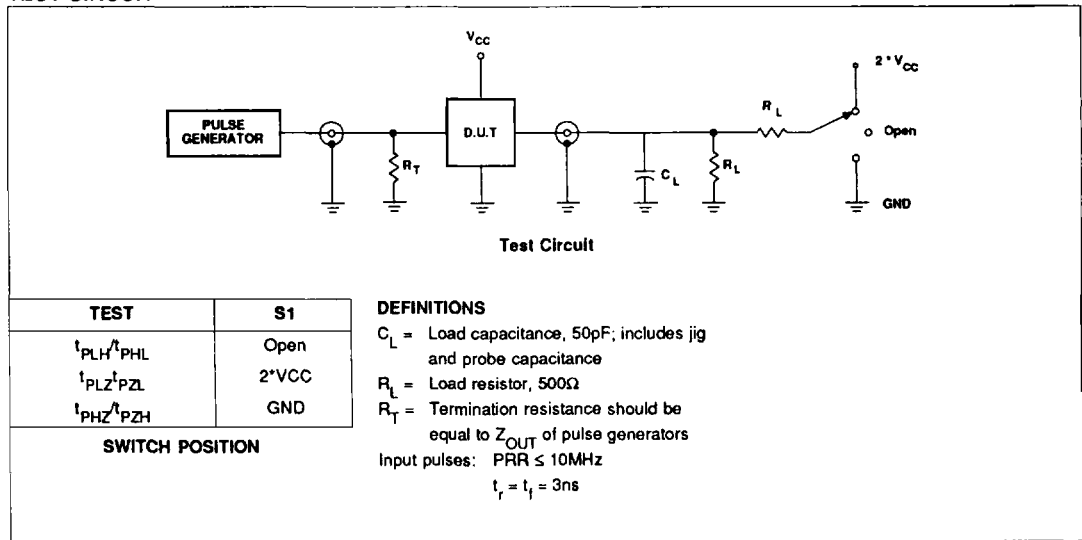 V_CC
2 * V_CC
R_L
PULSE
GENERATOR
D.U.T
Open
R_T
C_L
R_L
GND
Test Circuit
TEST S1
t_PLH/t_PHL Open
t_PLZ t_PZL 2*VCC
t_PHZ/t_PZH GND
SWITCH POSITION
DEFINITIONS
C_L = Load capacitance, 50pF; includes jig
and probe capacitance
R_L = Load resistor, 500Ω
R_T = Termination resistance should be
equal to Z_OUT of pulse generators
Input pulses: PRR ≤ 10MHz
t_r = t_f = 3ns